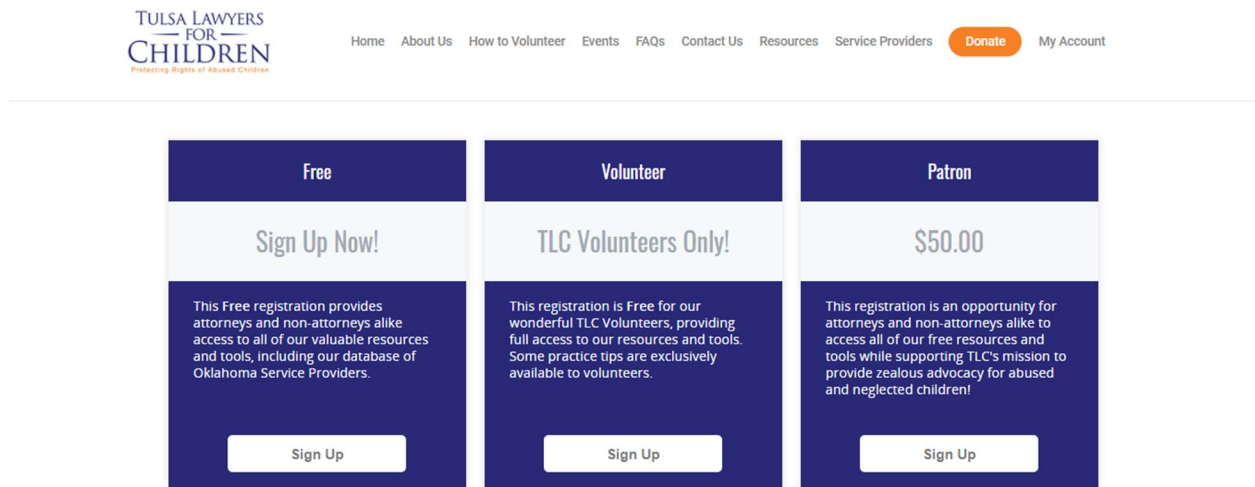 TULSA LAWYERS
FOR
CHILDREN
Protecting Rights of Abused Children
Home About Us How to Volunteer Events FAQs Contact Us Resources Service Providers Donate My Account
Free
Sign Up Now!
This Free registration provides
attorneys and non-attorneys alike
access to all of our valuable resources
and tools, including our database of
Oklahoma Service Providers.
Sign Up
Volunteer
TLC Volunteers Only!
This registration is Free for our
wonderful TLC Volunteers, providing
full access to our resources and tools.
Some practice tips are exclusively
available to volunteers.
Sign Up
Patron
$50.00
This registration is an opportunity for
attorneys and non-attorneys alike to
access all of our free resources and
tools while supporting TLC's mission to
provide zealous advocacy for abused
and neglected children!
Sign Up